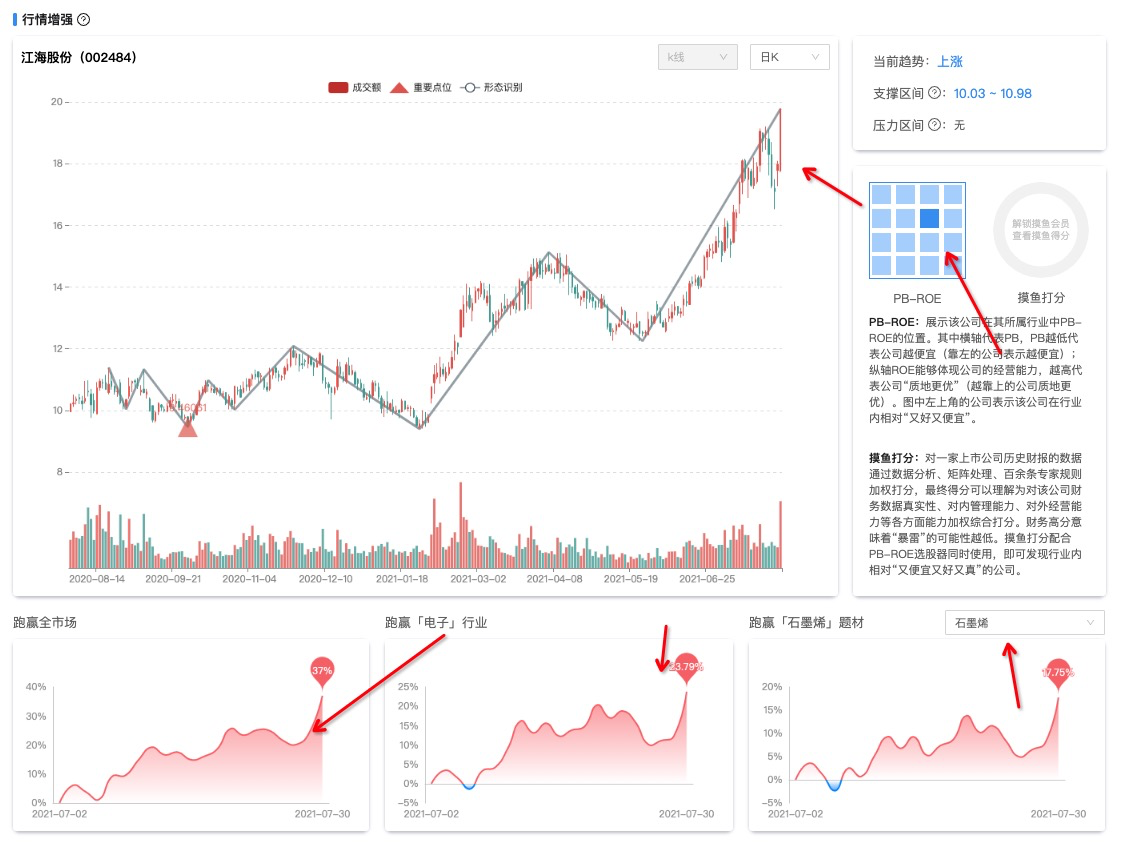 行情增强 ?
江海股份（002484）
k线
日K
成交额
重要点位
形态识别
20
18
16
14
12
10
8
2020-08-14
2020-09-21
2020-11-04
2020-12-10
2021-01-18
2021-03-02
2021-04-08
2021-05-19
2021-06-25
当前趋势：上涨
支撑区间 ?：10.03 ~ 10.98
压力区间 ?：无
解锁摸鱼会员
查看摸鱼得分
PB-ROE
摸鱼打分
PB-ROE：展示该公司在其所属行业中PB-
ROE的位置。其中横轴代表PB，PB越低代
表公司越便宜（靠左的公司表示越便宜）；
纵轴ROE能够体现公司的经营能力，越高代
表公司“质地更优”（越靠上的公司质地更
优）。图中左上角的公司表示该公司在行业
内相对“又好又便宜”。
摸鱼打分：对一家上市公司历史财报的数据
通过数据分析、矩阵处理、百余条专家规则
加权打分，最终得分可以理解为对该公司财
务数据真实性、对内管理能力、对外经营能
力等各方面能力加权综合打分。财务高分意
味着“暴雷”的可能性越低。摸鱼打分配合
PB-ROE选股器同时使用，即可发现行业内
相对“又便宜又好又真”的公司。
跑赢全市场
37%
40%
30%
20%
10%
0%
2021-07-02
2021-07-30
跑赢「电子」行业
23.79%
25%
20%
15%
10%
5%
0%
-5%
2021-07-02
2021-07-30
跑赢「石墨烯」题材
石墨烯
17.75%
20%
15%
10%
5%
0%
-5%
2021-07-02
2021-07-30